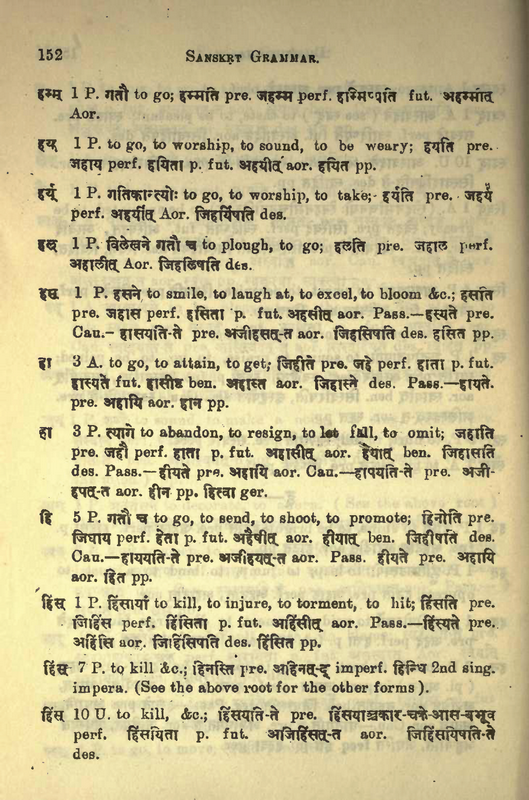 152 SANSKṚT GRAMMAR.
हम्म् 1 P. गतौ to go; हम्मति pre. जहम्म perf. हम्मिष्यति fut. अहम्मीत्
Aor.
हय् 1 P. to go, to worship, to sound, to be weary; हयति pre.
जहाय perf. हयिता p. fut. अहयीत् aor. हयित pp.
हर्य् 1 P. गतिकान्त्योः to go, to worship, to take; हर्यति pre. जहर्य
perf. अहर्यीत् Aor. जिहर्यिषति des.
हल् 1 P. विलेखने गतौ च to plough, to go; हलति pre. जहाल perf.
अहालीत् Aor. जिहलिषति des.
हस् 1 P. हसने to smile, to laugh at, to excel, to bloom &c.; हसति
pre. जहास perf. हसिता p. fut. अहसीत् aor. Pass.—हस्यते pre.
Cau.- हासयति-ते pre. अजीहसत्-त aor. जिहसिषति des. हसित pp.
हा 3 A. to go, to attain, to get; जिहीते pre. जहे perf. हाता p. fut.
हास्यते fut. हासीष्ट ben. अहास्त aor. जिहास्ते des. Pass.—हायते.
pre. अहायि aor. हान pp.
हा 3 P. त्यागे to abandon, to resign, to let fall, to omit; जहाति
pre. जहौ perf. हाता p. fut. अहासीत् aor. हेयात् ben. जिहासति
des. Pass.—हीयते pre. अहायि aor. Cau.—हापयति-ते pre. अजी-
हपत्-त aor. हीन pp. हित्वा ger.
हि 5 P. गतौ च to go, to send, to shoot, to promote; हिनोति pre.
जिघाय perf. हेता p. fut. अहैषीत् aor. हीयात् ben. जिहीषति des.
Cau.—हाययति-ते pre. अजीहयत्-त aor. Pass. हीयते pre. अहायि
aor. हित pp.
हिंस् 1 P. हिंसायां to kill, to injure, to torment, to hit; हिंसति pre.
जिहिंस perf. हिंसिता p. fut. अहिंसीत् aor. Pass.—हिंस्यते pre.
अहिंसि aor. जिहिंसिषति des. हिंसित pp.
हिंस् 7 P. to kill &c.; हिनस्ति pre. अहिनत्-द् imperf. हिन्धि 2nd sing.
impera. (See the above root for the other forms ).
हिंस् 10 U. to kill, &c.; हिंसयति-ते pre. हिंसयाञ्चकार-चक्रे-आस-बभूव
perf. हिंसयिता p. fut. अजिहिंसत्-त aor. जिहिंसयिषति-ते
des.